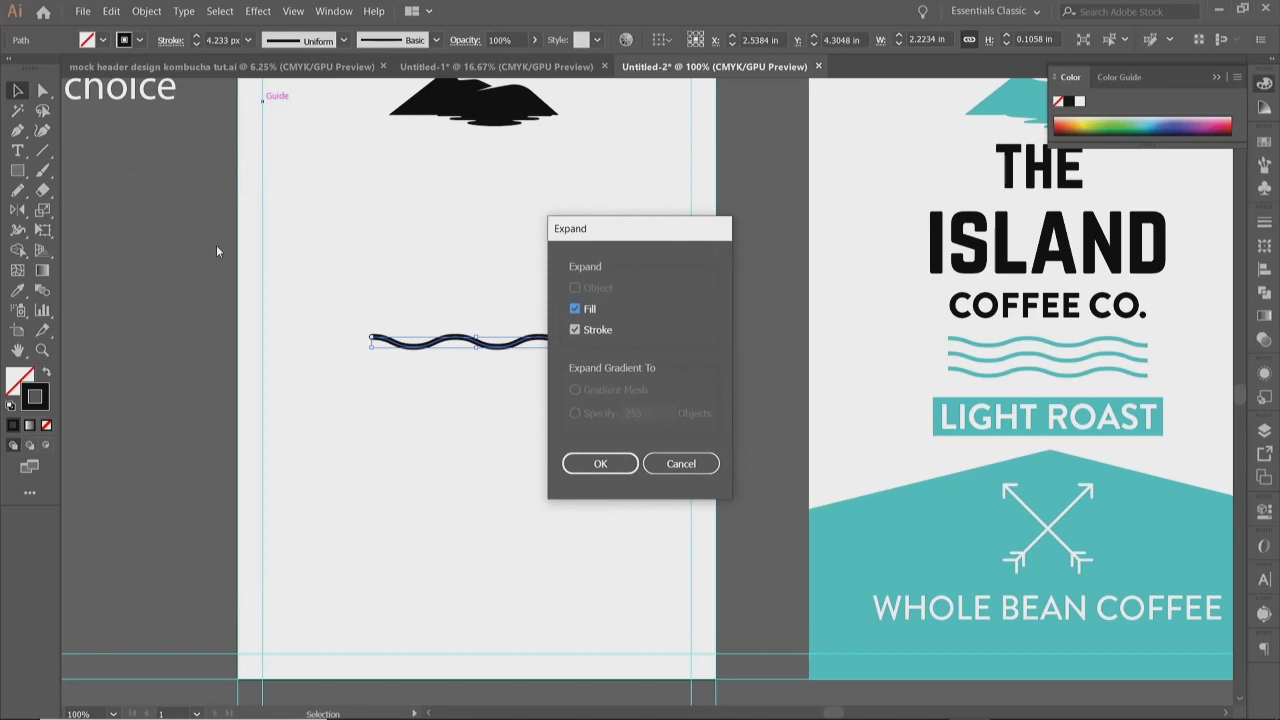 Ai File Edit Object Type Select Effect View Window Help Essentials Classic Search Adobe Stock
Path Stroke: 4.233 px Uniform Basic Opacity: 100% Style: X: 2.5384 in Y: 4.3048 in W: 2.2234 in H: 0.1058 in
mock header design kombucha tut.ai @ 6.25% (CMYK/GPU Preview) × Untitled-1* @ 16.67% (CMYK/GPU Preview) × Untitled-2* @ 100% (CMYK/GPU Preview) ×
Color Color Guide
choice
Guide
THE
ISLAND
COFFEE CO.
LIGHT ROAST
WHOLE BEAN COFFEE
Expand
Expand
Object
Fill
Stroke
Expand Gradient To
Gradient Mesh
Specify: 255 Objects
OK Cancel
100% 1 Selection